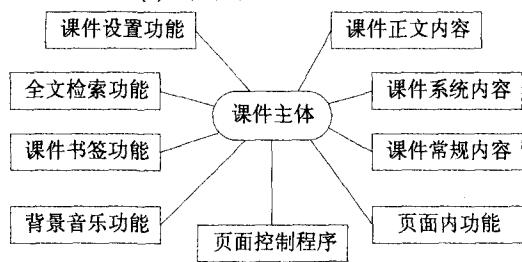 课件设置功能
课件正文内容
全文检索功能
课件系统内容
课件主体
课件书签功能
课件常规内容
背景音乐功能
页面内功能
页面控制程序